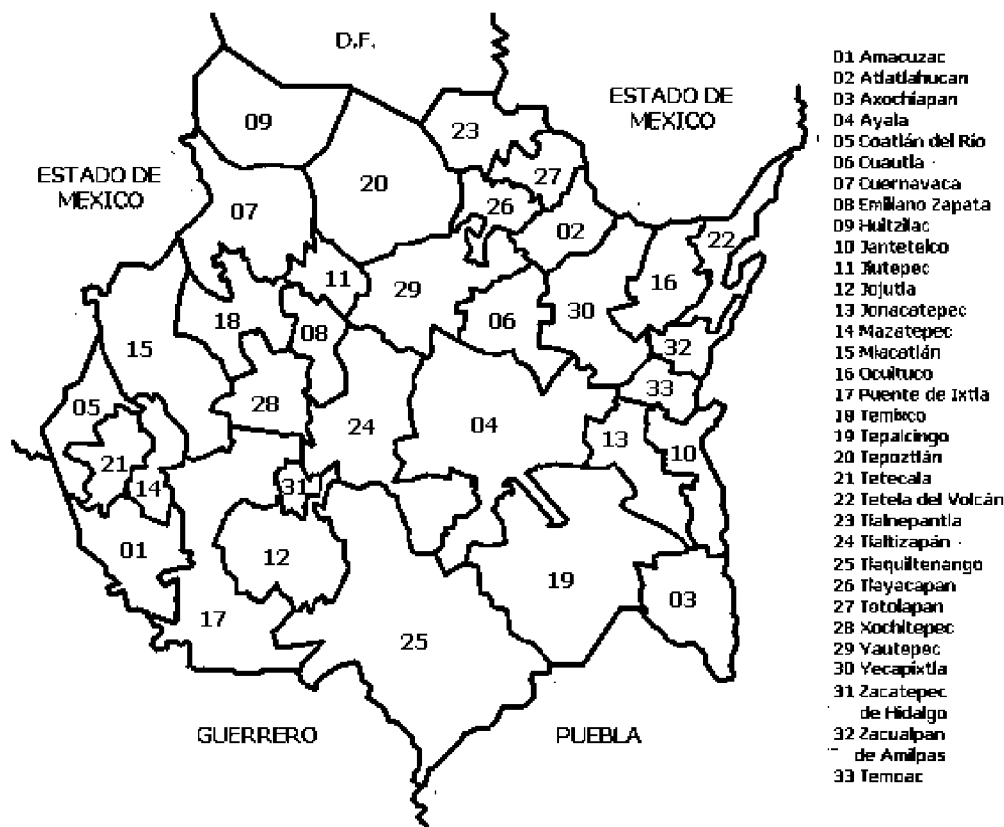 D.F.
ESTADO DE
MEXICO
ESTADO DE
MEXICO
09
23
27
20
26
07
02
22
11
16
29
18
08
06
30
32
15
33
28
05
24
04
13
10
21
14
31
01
12
19
03
17
25
GUERRERO
PUEBLA
01 Amacuzac
02 Atlatlahucan
03 Axochiapan
04 Ayala
05 Coatlán del Río
06 Cuautla
07 Cuernavaca
08 Emiliano Zapata
09 Huitzilac
10 Jantetelco
11 Jiutepec
12 Jojutla
13 Jonacatepec
14 Mazatepec
15 Miacatlán
16 Ocuituco
17 Puente de Ixtla
18 Temixco
19 Tepalcingo
20 Tepoztlán
21 Tetecala
22 Tetela del Volcán
23 Tlalnepantla
24 Tlaltizapán
25 Tlaquiltenango
26 Tlayacapan
27 Totolapan
28 Xochitepec
29 Yautepec
30 Yecapixtla
31 Zacatepec
de Hidalgo
32 Zacualpan
de Amilpas
33 Temoac